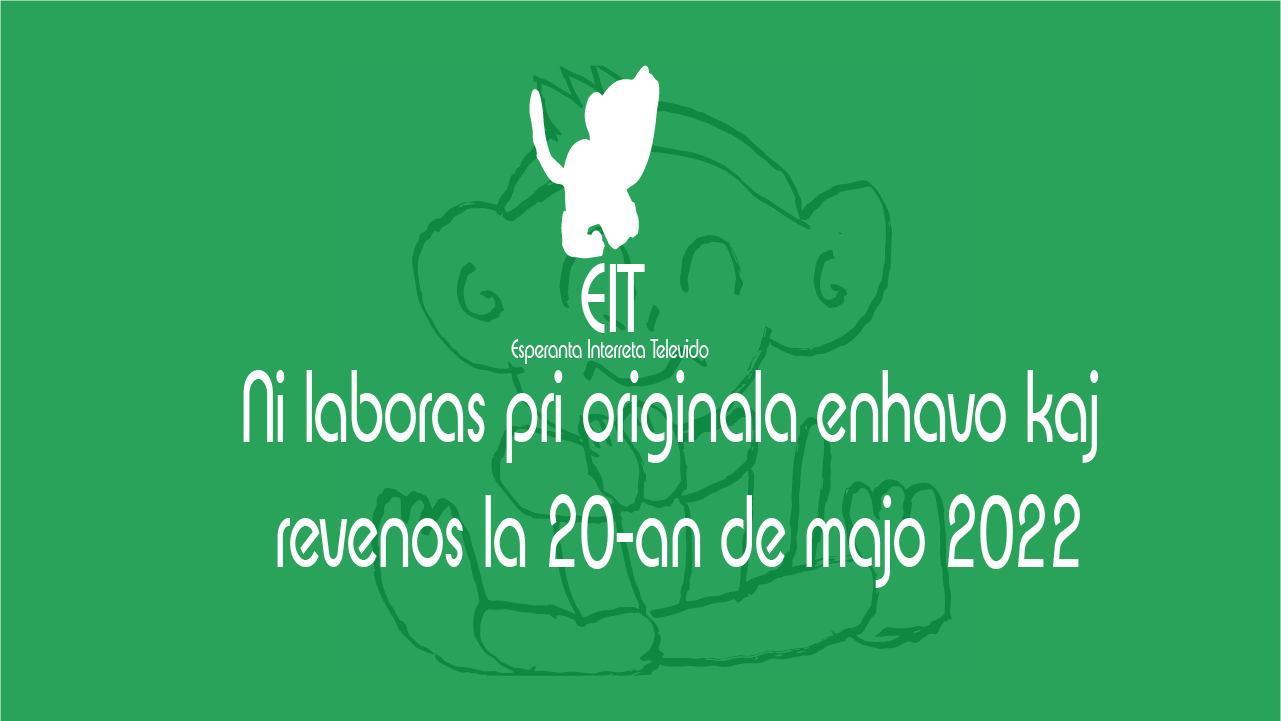 EIT
Esperanta Interreta Televido
Ni laboras pri originala enhavo kaj
revenos la 20-an de majo 2022